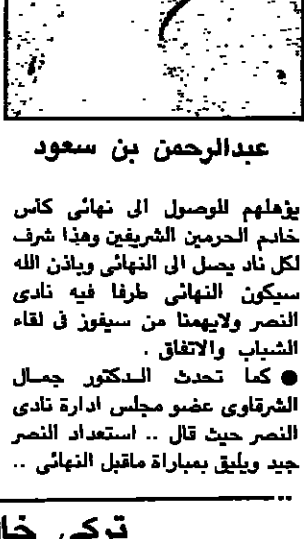 عبدالرحمن بن سعود
يؤهلهم للوصول الى نهائى كاس
خادم الحرمين الشريفين وهذا شرف
لكل ناد يصل الى النهائى وباذن الله
سيكون النهائى طرفا فيه نادى
النصر ولايهمنا من سيفوز فى لقاء
الشباب والاتفاق .
● كما تحدث الدكتور جمال
الشرقاوى عضو مجلس ادارة نادى
النصر حيث قال .. استعداد النصر
جيد ويليق بمباراة ماقبل النهائى ..
تركى